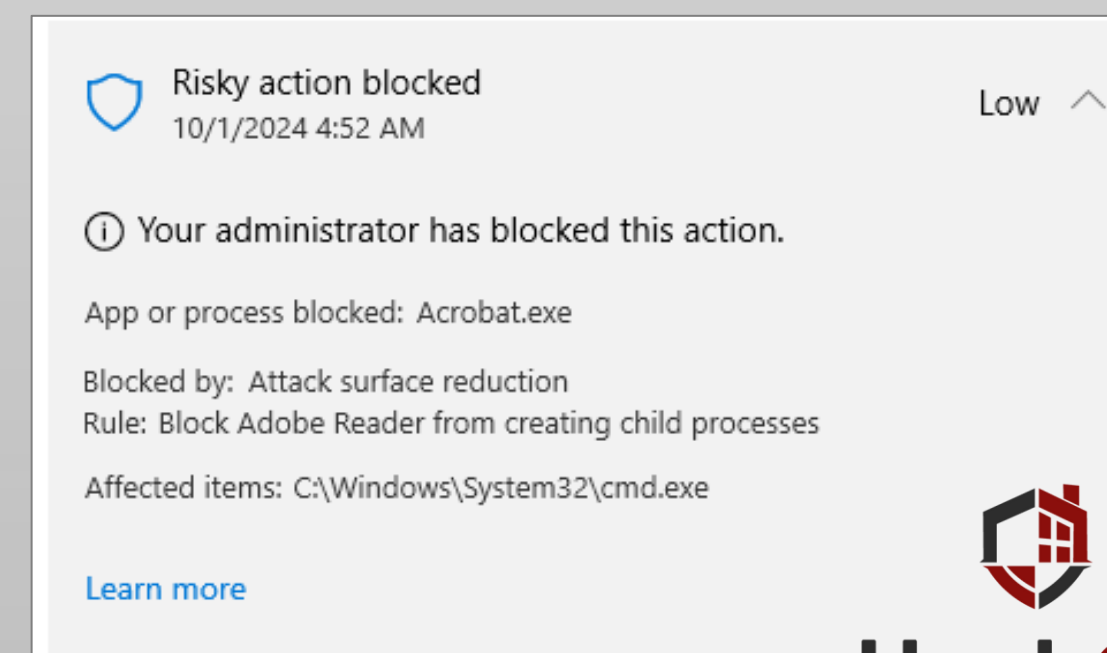 Risky action blocked
10/1/2024 4:52 AM
Low
Your administrator has blocked this action.
App or process blocked: Acrobat.exe
Blocked by: Attack surface reduction
Rule: Block Adobe Reader from creating child processes
Affected items: C:\Windows\System32\cmd.exe
Learn more